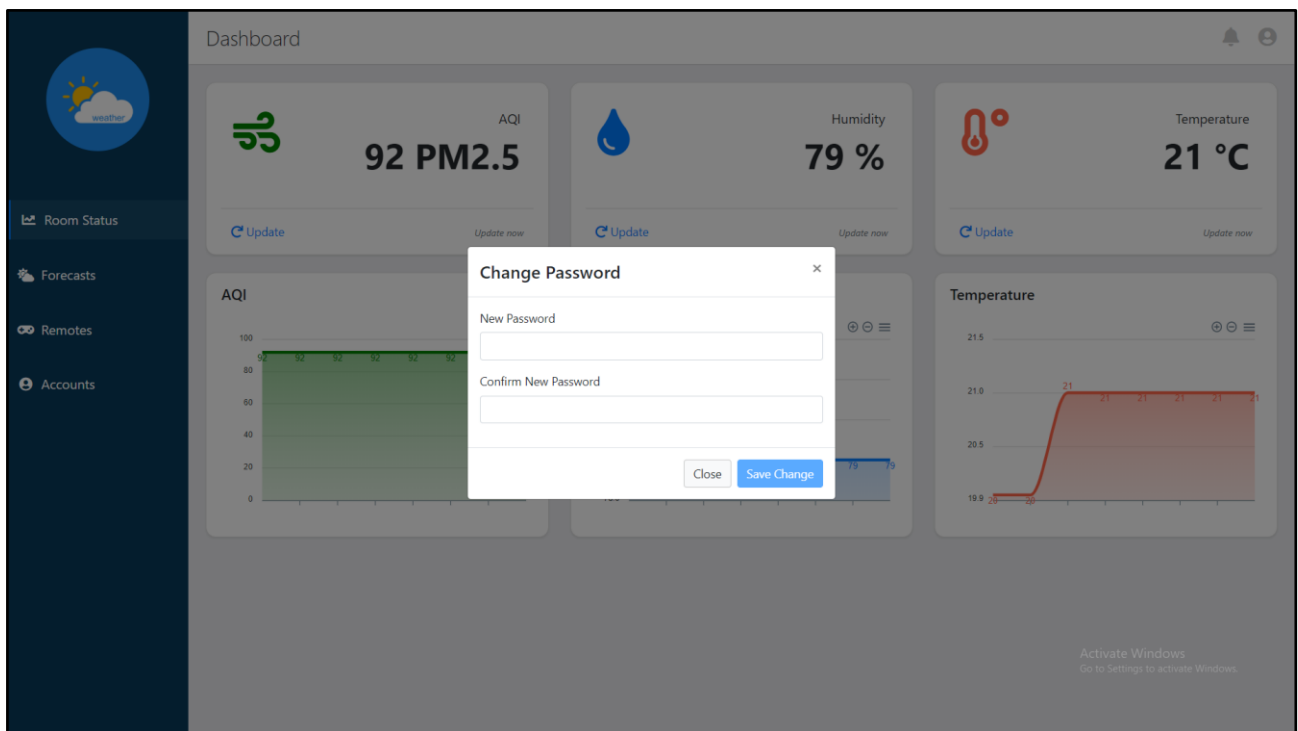 Dashboard
weather
Room Status
Forecasts
Remotes
Accounts
AQI
92 PM2.5
Update
Update now
Humidity
79 %
Update
Update now
Temperature
21 °C
Update
Update now
AQI
100
80
60
40
20
0
92 92 92 92 92 92
79 79
Temperature
21.5
21.0
20.5
19.9
20 20 21 21 21 21 21 21
Change Password
×
New Password
Confirm New Password
Close
Save Change
Activate Windows
Go to Settings to activate Windows.